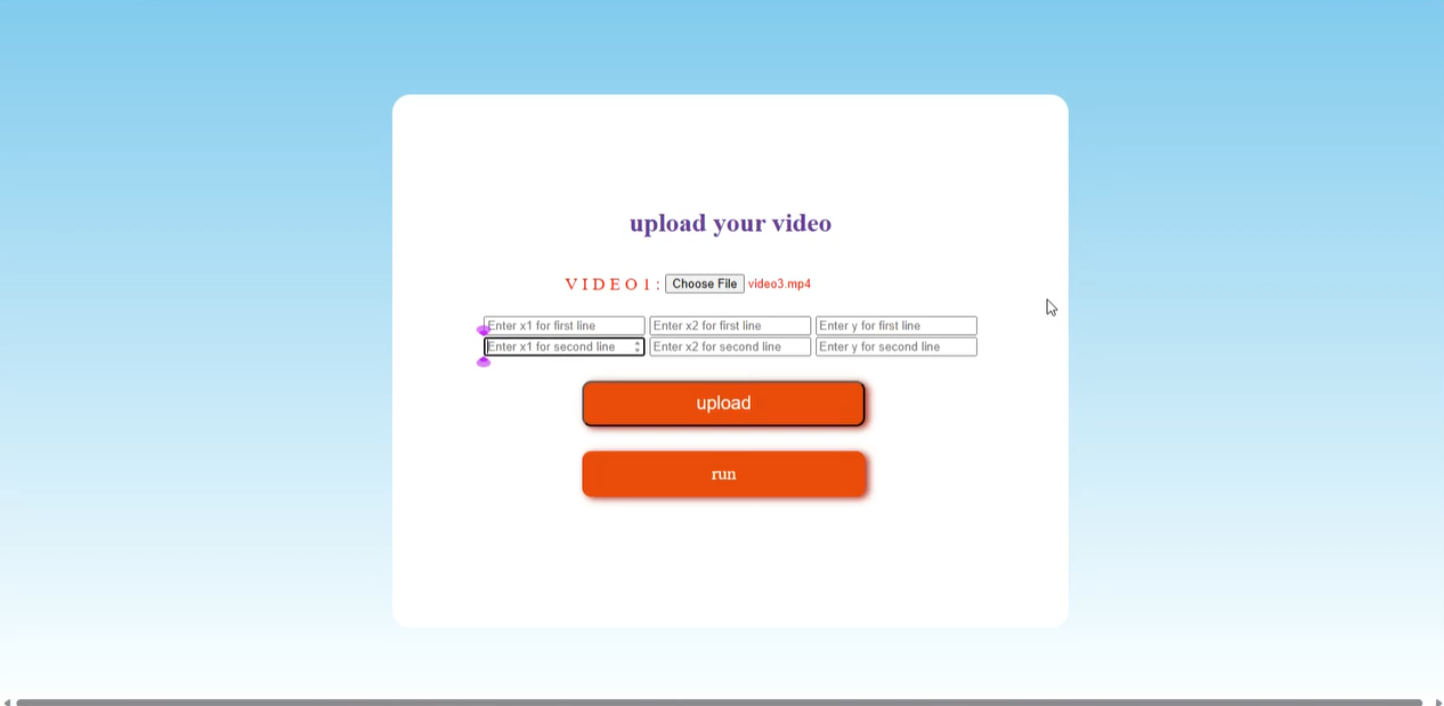 upload your video
V I D E O 1 : Choose File video3.mp4
Enter x1 for first line Enter x2 for first line Enter y for first line
Enter x1 for second line Enter x2 for second line Enter y for second line
upload
run